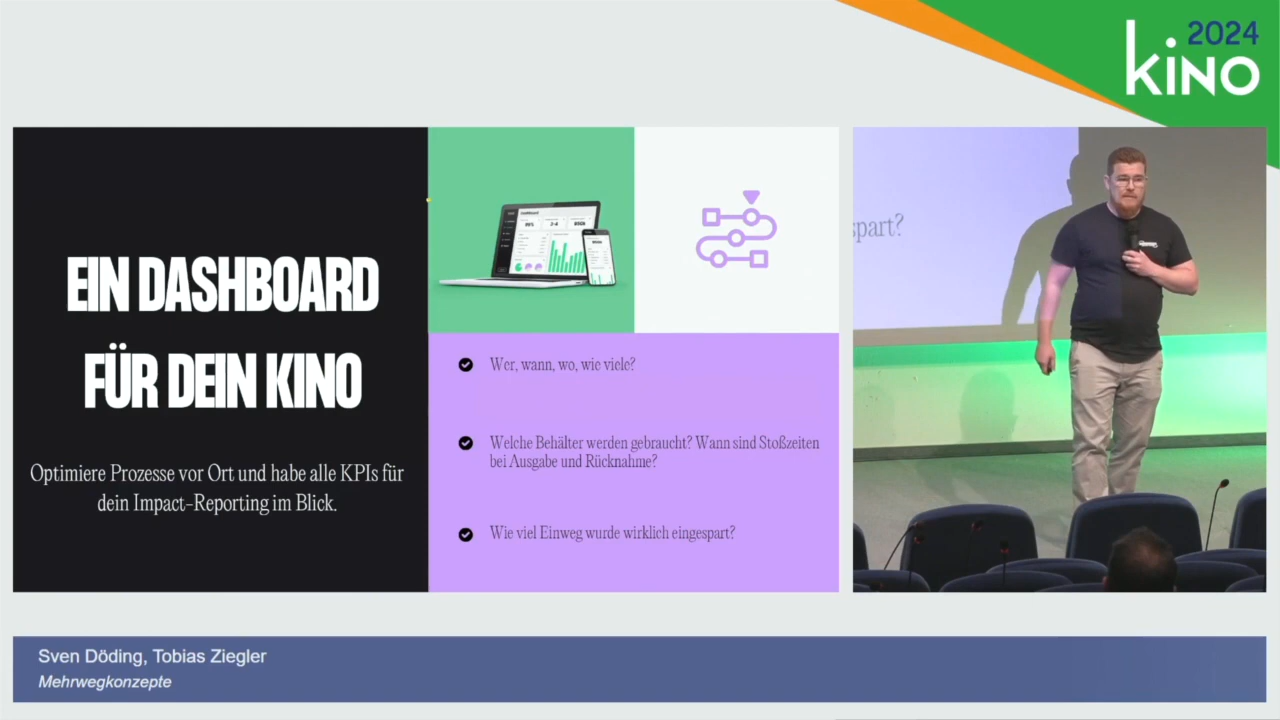 2024
kiNO
EIN DASHBOARD
FÜR DEIN KINO
Optimiere Prozesse vor Ort und habe alle KPIs für
dein Impact-Reporting im Blick.
Dashboard
Wer, wann, wo, wie viele?
Welche Behälter werden gebraucht? Wann sind Stoßzeiten
bei Ausgabe und Rücknahme?
Wie viel Einweg wurde wirklich eingespart?
spart?
Sven Döding, Tobias Ziegler
Mehrwegkonzepte